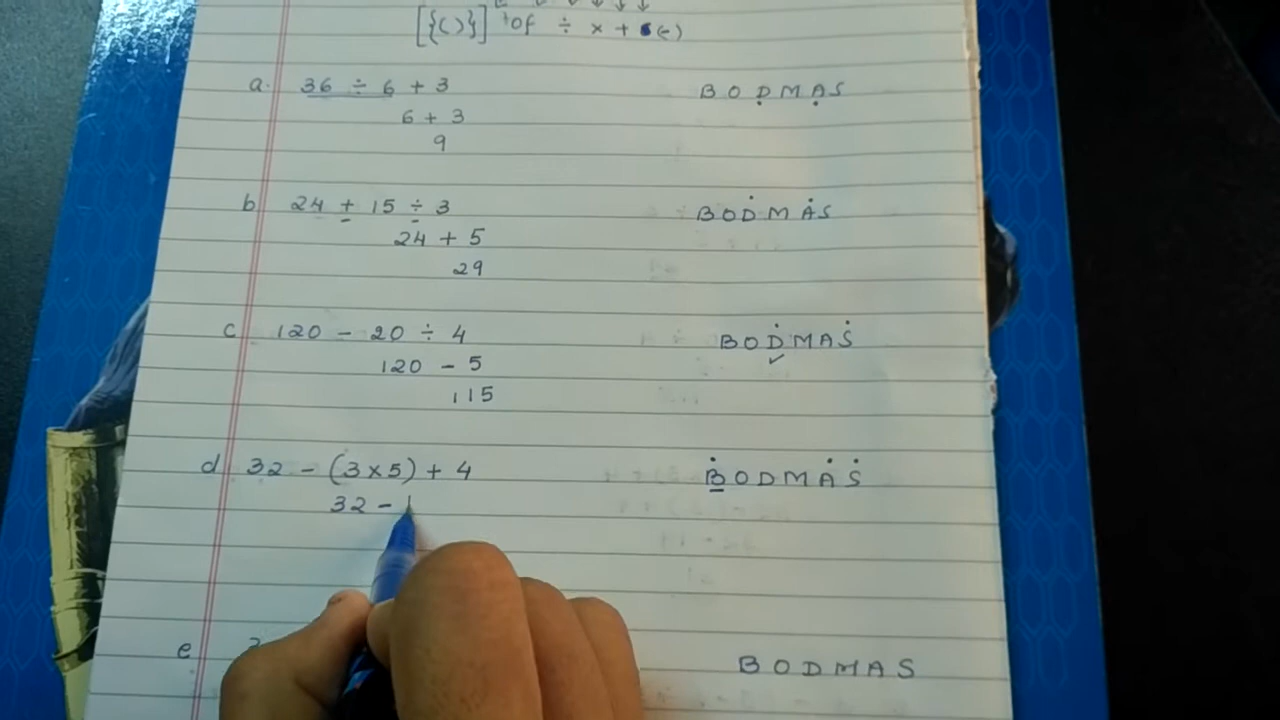 [{()}] of ÷ × + (-)
a. 36 ÷ 6 + 3 BODMAS
6 + 3
9
b 24 + 15 ÷ 3 BODMAS
24 + 5
29
c 120 - 20 ÷ 4 BODMAS
120 - 5
115
d 32 - (3×5) + 4 BODMAS
32 - 1
e BODMAS